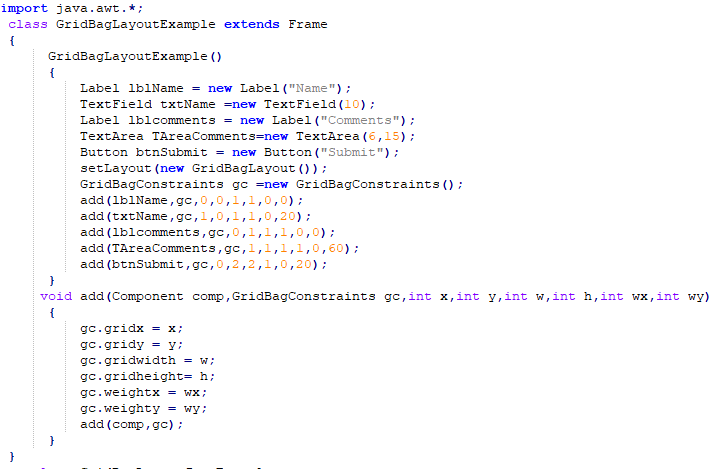 import java.awt.*;
class GridBagLayoutExample extends Frame
{
GridBagLayoutExample()
{
Label lblName = new Label("Name");
TextField txtName =new TextField(10);
Label lblcomments = new Label("Comments");
TextArea TAreaComments=new TextArea(6,15);
Button btnSubmit = new Button("Submit");
setLayout(new GridBagLayout());
GridBagConstraints gc =new GridBagConstraints();
add(lblName,gc,0,0,1,1,0,0);
add(txtName,gc,1,0,1,1,0,20);
add(lblcomments,gc,0,1,1,1,0,0);
add(TAreaComments,gc,1,1,1,1,0,60);
add(btnSubmit,gc,0,2,2,1,0,20);
}
void add(Component comp,GridBagConstraints gc,int x,int y,int w,int h,int wx,int wy)
{
gc.gridx = x;
gc.gridy = y;
gc.gridwidth = w;
gc.gridheight= h;
gc.weightx = wx;
gc.weighty = wy;
add(comp,gc);
}
}